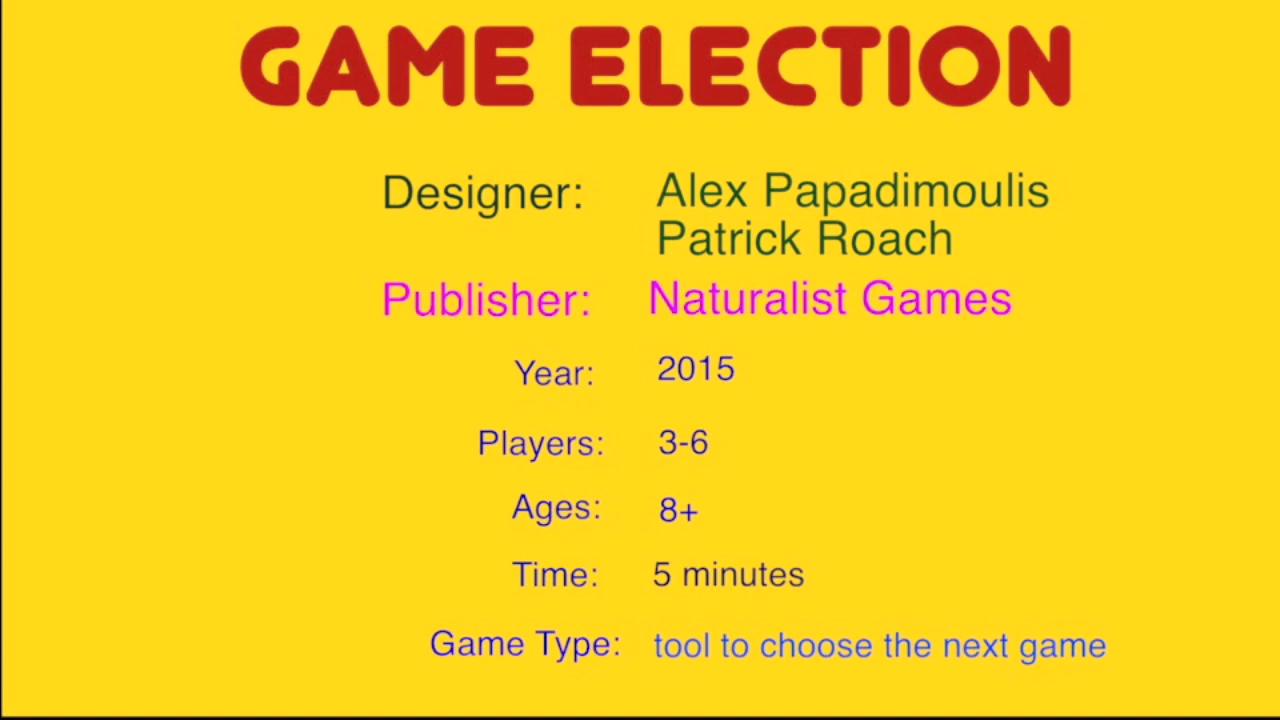 GAME ELECTION
Designer: Alex Papadimoulis
Patrick Roach
Publisher: Naturalist Games
Year: 2015
Players: 3-6
Ages: 8+
Time: 5 minutes
Game Type: tool to choose the next game